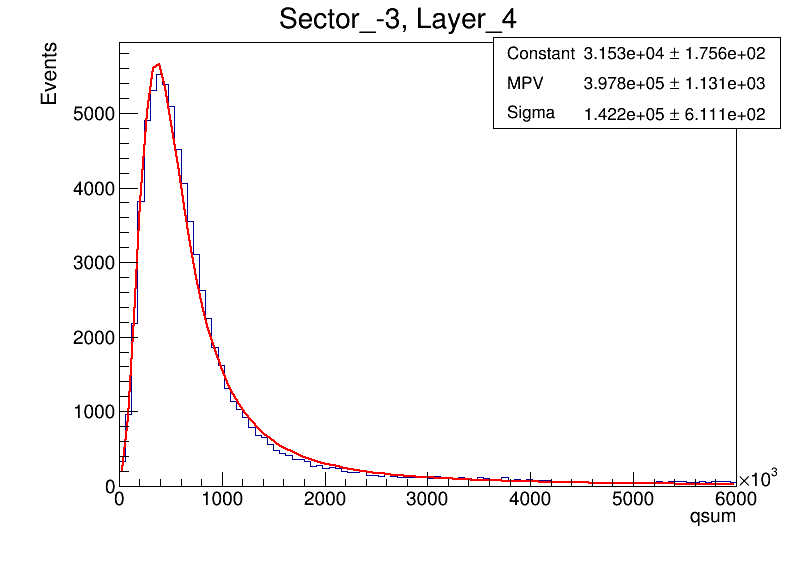 Sector_-3, Layer_4
Constant 3.153e+04 ± 1.756e+02
MPV 3.978e+05 ± 1.131e+03
Sigma 1.422e+05 ± 6.111e+02
Events
5000
4000
3000
2000
1000
0
0 1000 2000 3000 4000 5000 6000
×10³
qsum